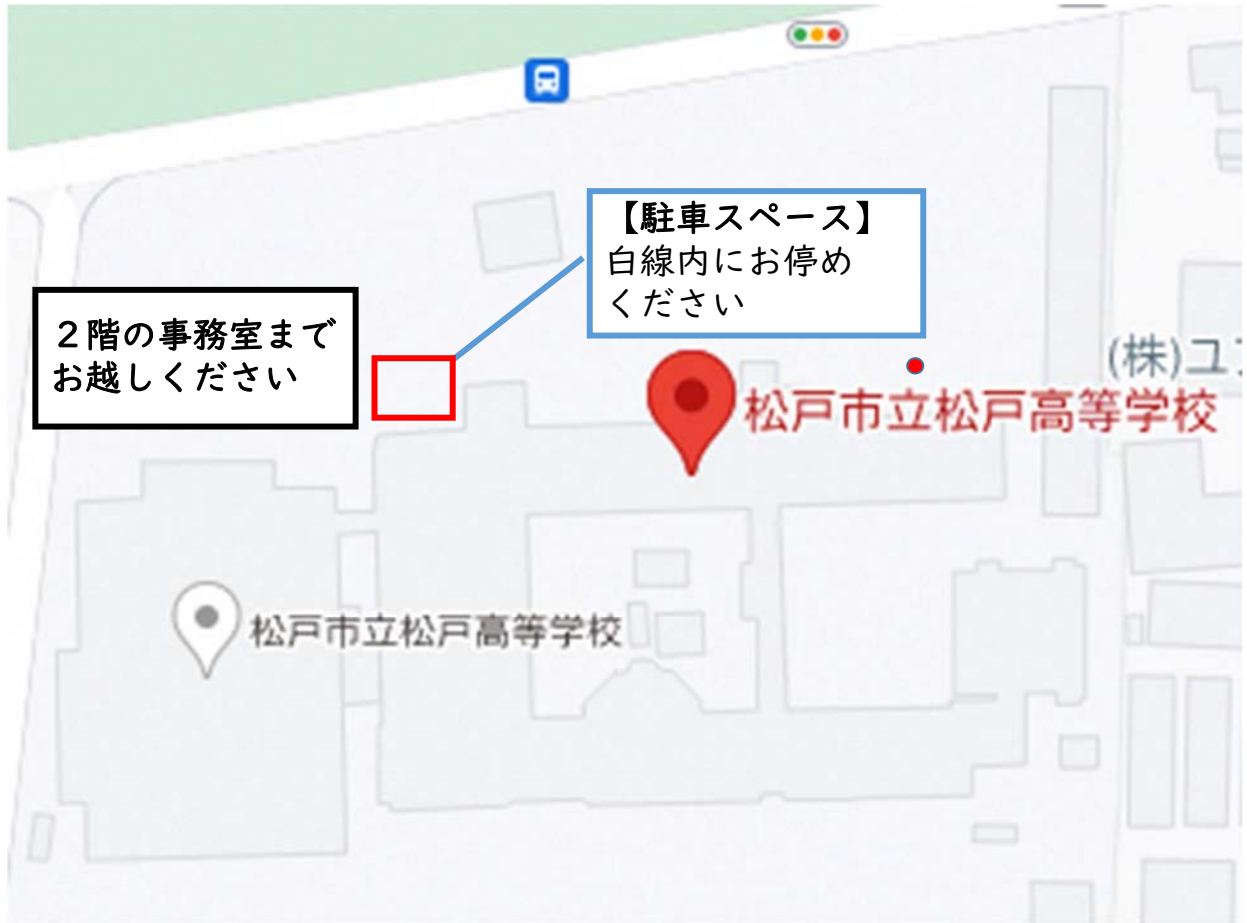 【駐車スペース】
白線内にお停め
ください
２階の事務室まで
お越しください
(株)ユ
松戸市立松戸高等学校
松戸市立松戸高等学校